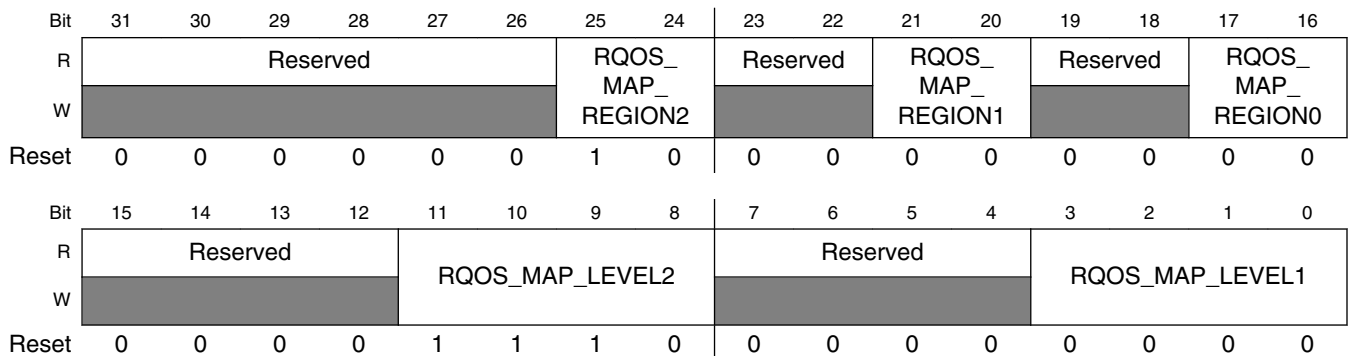 Bit 31 30 29 28 27 26 25 24 23 22 21 20 19 18 17 16
R Reserved RQOS_ Reserved RQOS_ Reserved RQOS_
MAP_ MAP_ MAP_
W REGION2 REGION1 REGION0
Reset 0 0 0 0 0 0 1 0 0 0 0 0 0 0 0 0
Bit 15 14 13 12 11 10 9 8 7 6 5 4 3 2 1 0
R Reserved Reserved
RQOS_MAP_LEVEL2 RQOS_MAP_LEVEL1
W
Reset 0 0 0 0 1 1 1 0 0 0 0 0 0 0 0 0